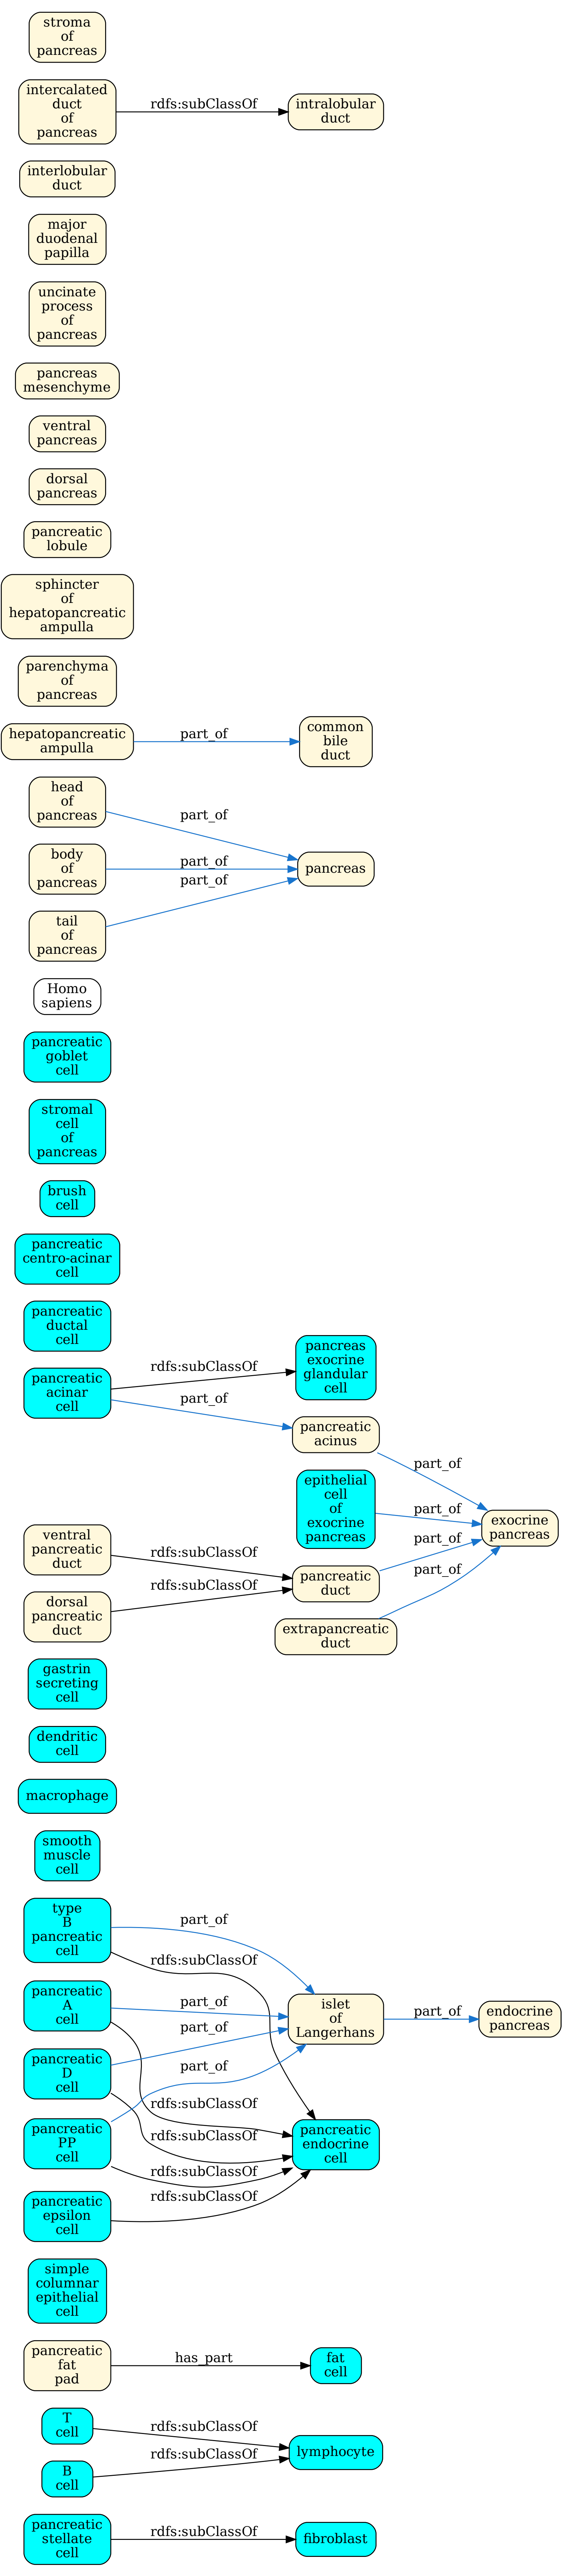 stroma
of
pancreas
intercalated
duct
of
pancreas
rdfs:subClassOf
intralobular
duct
interlobular
duct
major
duodenal
papilla
uncinate
process
of
pancreas
pancreas
mesenchyme
ventral
pancreas
dorsal
pancreas
pancreatic
lobule
sphincter
of
hepatopancreatic
ampulla
parenchyma
of
pancreas
hepatopancreatic
ampulla
part_of
common
bile
duct
head
of
pancreas
part_of
body
of
pancreas
part_of
pancreas
tail
of
pancreas
part_of
Homo
sapiens
pancreatic
goblet
cell
stromal
cell
of
pancreas
brush
cell
pancreatic
centro-acinar
cell
pancreatic
ductal
cell
pancreatic
acinar
cell
rdfs:subClassOf
pancreas
exocrine
glandular
cell
part_of
pancreatic
acinus
part_of
epithelial
cell
of
exocrine
pancreas
part_of
exocrine
pancreas
ventral
pancreatic
duct
rdfs:subClassOf
pancreatic
duct
part_of
dorsal
pancreatic
duct
rdfs:subClassOf
extrapancreatic
duct
part_of
gastrin
secreting
cell
dendritic
cell
macrophage
smooth
muscle
cell
type
B
pancreatic
cell
part_of
rdfs:subClassOf
pancreatic
A
cell
part_of
islet
of
Langerhans
part_of
endocrine
pancreas
pancreatic
D
cell
part_of
part_of
rdfs:subClassOf
pancreatic
PP
cell
rdfs:subClassOf
pancreatic
endocrine
cell
rdfs:subClassOf
pancreatic
epsilon
cell
rdfs:subClassOf
simple
columnar
epithelial
cell
pancreatic
fat
pad
has_part
fat
cell
T
cell
rdfs:subClassOf
lymphocyte
B
cell
rdfs:subClassOf
pancreatic
stellate
cell
rdfs:subClassOf
fibroblast